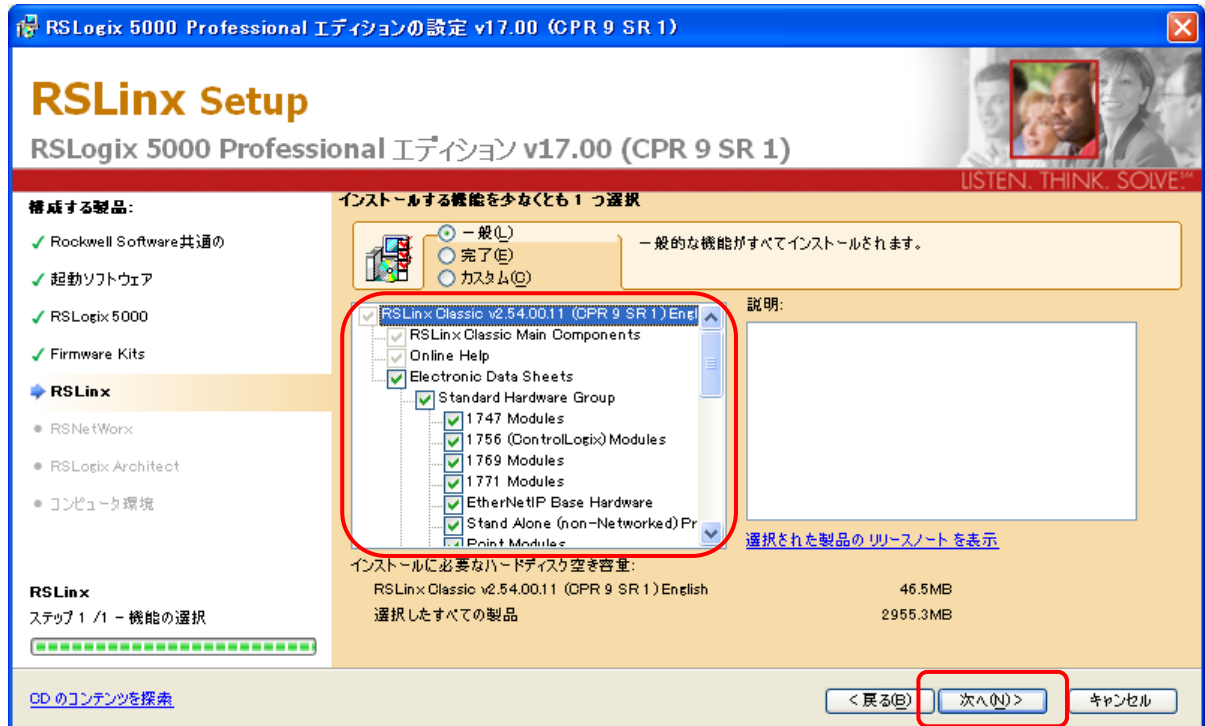 RSLogix 5000 Professional エディションの設定 v17.00 (CPR 9 SR 1)
RSLinx Setup
RSLogix 5000 Professional エディション v17.00 (CPR 9 SR 1)
LISTEN. THINK. SOLVE.℠
構成する製品:
Rockwell Software共通の
起動ソフトウェア
RSLogix 5000
Firmware Kits
RSLinx
RSNetWorx
RSLogix Architect
コンピュータ環境
RSLinx
ステップ 1 /1 - 機能の選択
インストールする機能を少なくとも 1 つ選択
一般(L)
完了(E)
カスタム(C)
一般的な機能がすべてインストールされます。
RSLinx Classic v2.54.00.11 (CPR 9 SR 1) Engl
RSLinx Classic Main Components
Online Help
Electronic Data Sheets
Standard Hardware Group
1747 Modules
1756 (ControlLogix) Modules
1769 Modules
1771 Modules
EtherNetIP Base Hardware
Stand Alone (non-Networked) Pr
Point Modules
説明:
選択された製品の リリースノート を表示
インストールに必要なハードディスク空き容量:
RSLinx Classic v2.54.00.11 (CPR 9 SR 1) English 46.5MB
選択したすべての製品 2955.3MB
CD のコンテンツを探索
< 戻る(B)
次へ(N) >
キャンセル